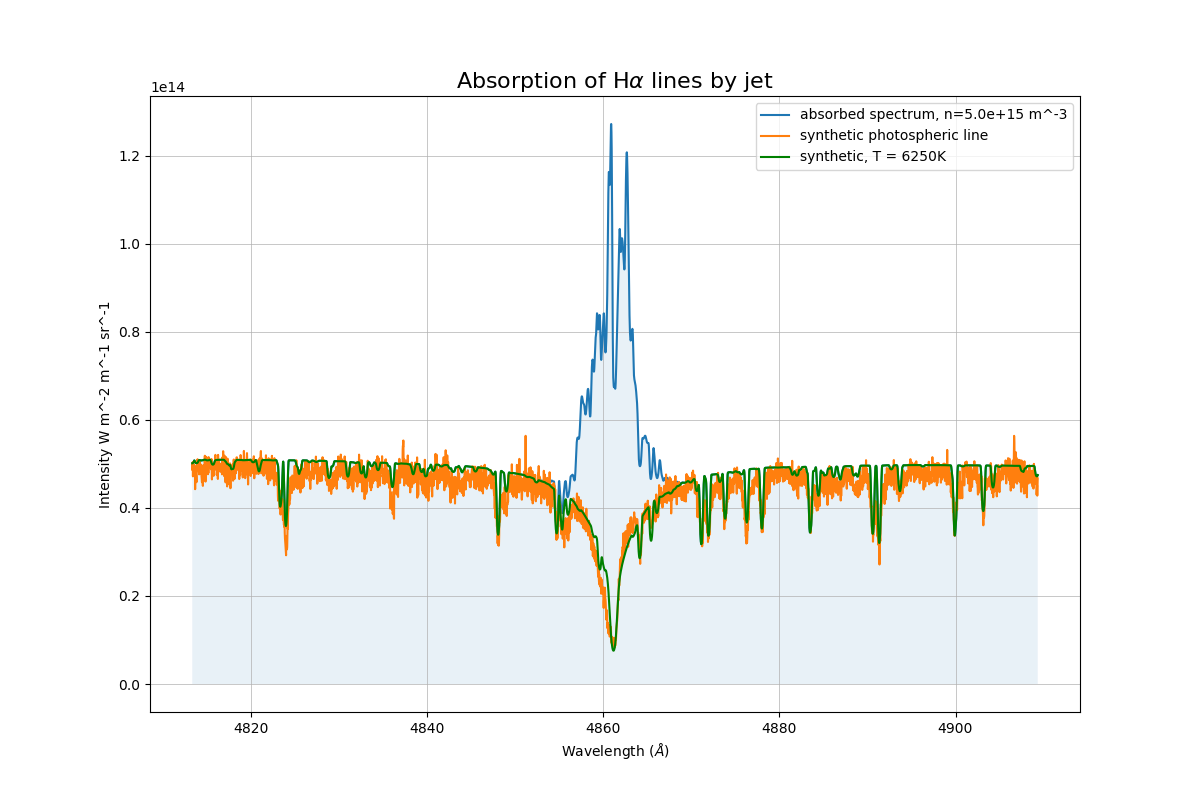 Absorption of Hα lines by jet
1e14
absorbed spectrum, n=5.0e+15 m^-3
synthetic photospheric line
synthetic, T = 6250K
1.2
1.0
0.8
0.6
0.4
0.2
0.0
Intensity W m^-2 m^-1 sr^-1
4820 4840 4860 4880 4900
Wavelength (Å)